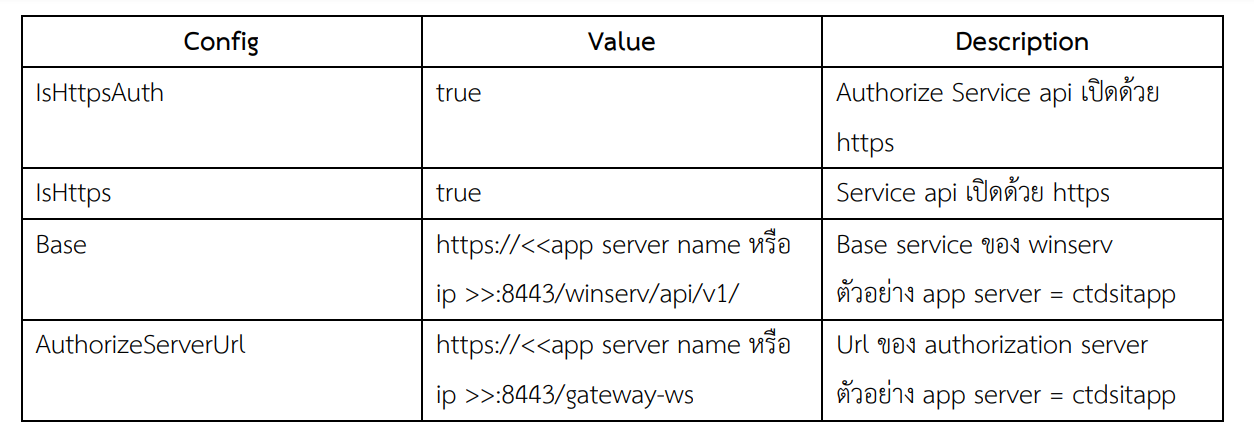 Config Value Description
IsHttpsAuth true Authorize Service api เปิดด้วย
https
IsHttps true Service api เปิดด้วย https
Base https://<<app server name หรือ Base service ของ winserv
ip >>:8443/winserv/api/v1/ ตัวอย่าง app server = ctdsitapp
AuthorizeServerUrl https://<<app server name หรือ Url ของ authorization server
ip >>:8443/gateway-ws ตัวอย่าง app server = ctdsitapp